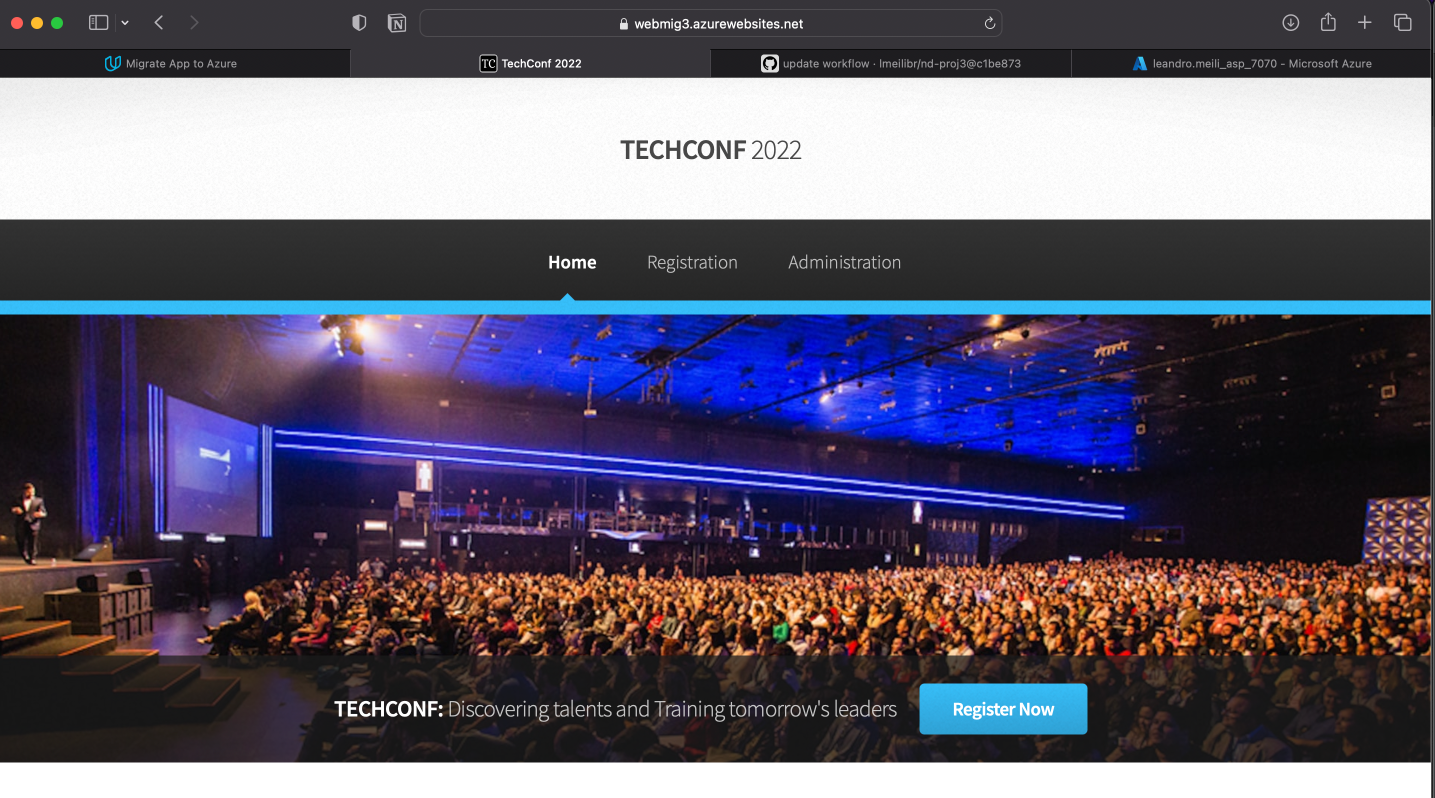 webmig3.azurewebsites.net
Migrate App to Azure
TC TechConf 2022
update workflow · lmeilibr/nd-proj3@c1be873
leandro.meili_asp_7070 - Microsoft Azure
TECHCONF 2022
Home Registration Administration
TECHCONF: Discovering talents and Training tomorrow's leaders
Register Now